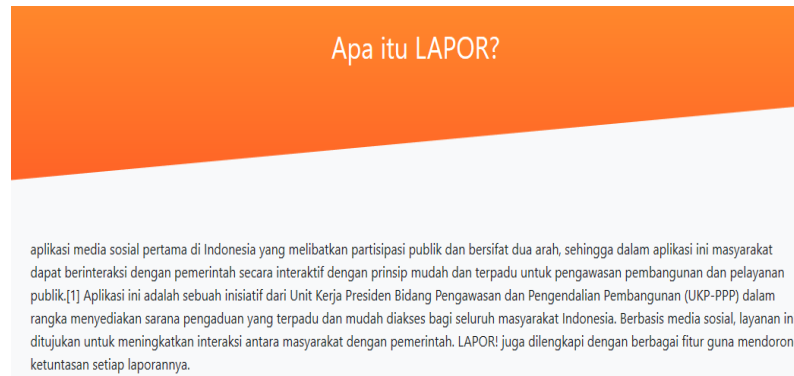 Apa itu LAPOR?
aplikasi media sosial pertama di Indonesia yang melibatkan partisipasi publik dan bersifat dua arah, sehingga dalam aplikasi ini masyarakat
dapat berinteraksi dengan pemerintah secara interaktif dengan prinsip mudah dan terpadu untuk pengawasan pembangunan dan pelayanan
publik.[1] Aplikasi ini adalah sebuah inisiatif dari Unit Kerja Presiden Bidang Pengawasan dan Pengendalian Pembangunan (UKP-PPP) dalam
rangka menyediakan sarana pengaduan yang terpadu dan mudah diakses bagi seluruh masyarakat Indonesia. Berbasis media sosial, layanan in
ditujukan untuk meningkatkan interaksi antara masyarakat dengan pemerintah. LAPOR! juga dilengkapi dengan berbagai fitur guna mendoron
ketuntasan setiap laporannya.